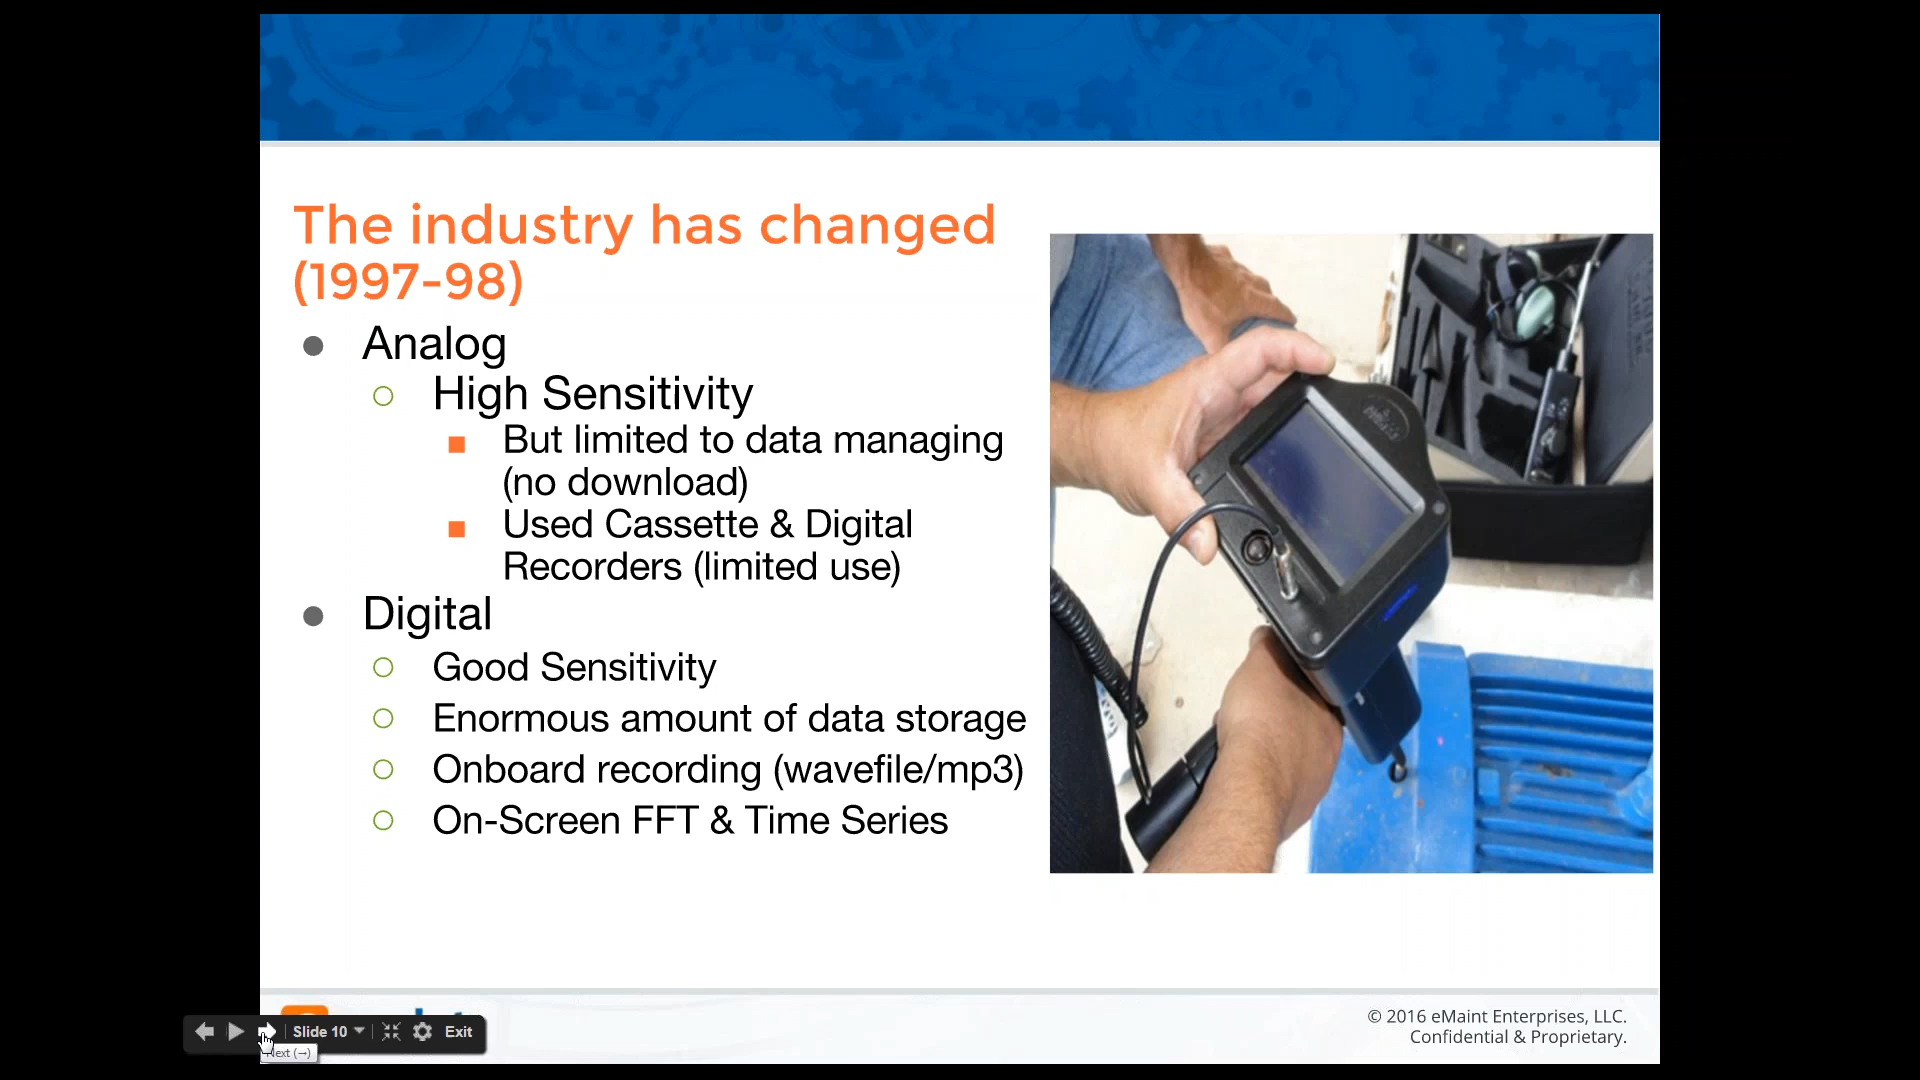 The industry has changed
(1997-98)
Analog
High Sensitivity
But limited to data managing
(no download)
Used Cassette & Digital
Recorders (limited use)
Digital
Good Sensitivity
Enormous amount of data storage
Onboard recording (wavefile/mp3)
On-Screen FFT & Time Series
© 2016 eMaint Enterprises, LLC.
Confidential & Proprietary.
Slide 10
Exit
Next (→)